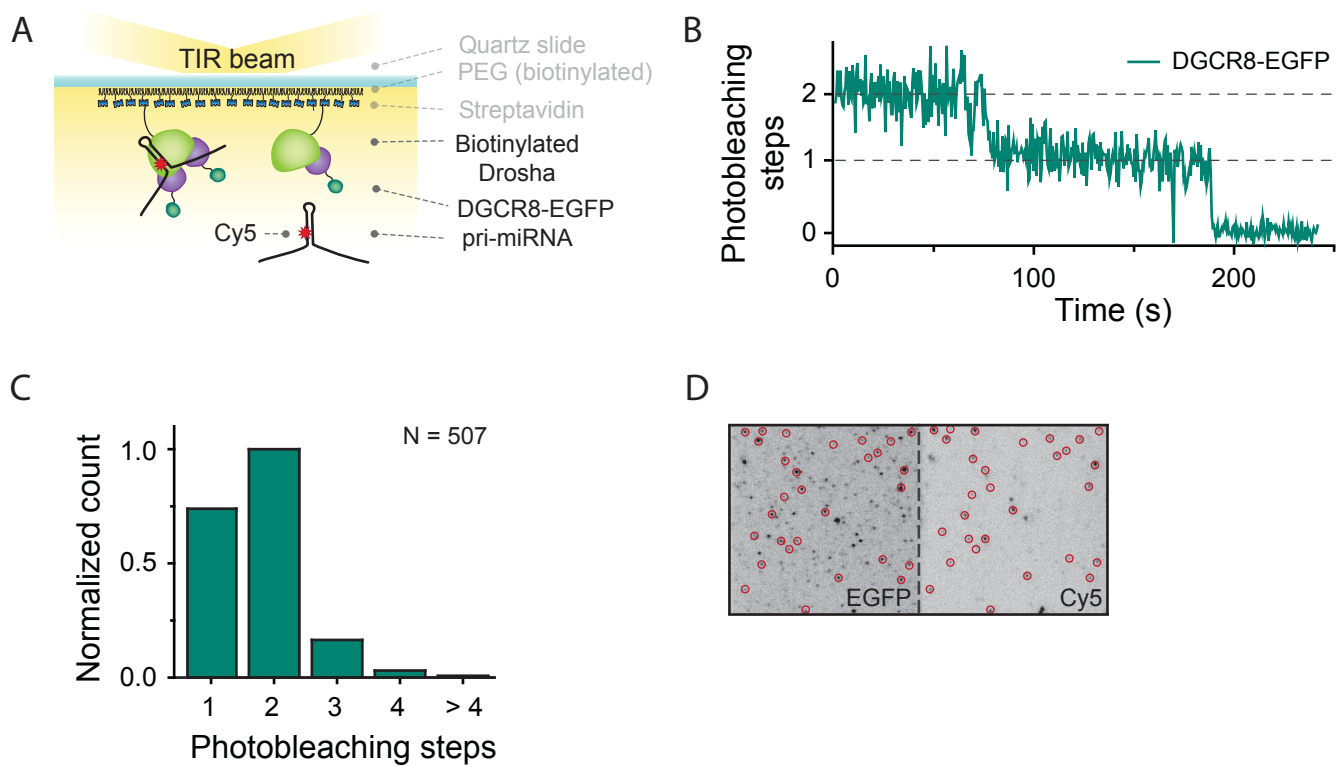 A
TIR beam
Quartz slide
PEG (biotinylated)
Streptavidin
Biotinylated
Drosha
DGCR8-EGFP
Cy5
pri-miRNA
B
Photobleaching
steps
DGCR8-EGFP
2
1
0
0
100
200
Time (s)
C
Normalized count
N = 507
1.0
0.5
0.0
1
2
3
4
> 4
Photobleaching steps
D
EGFP
Cy5